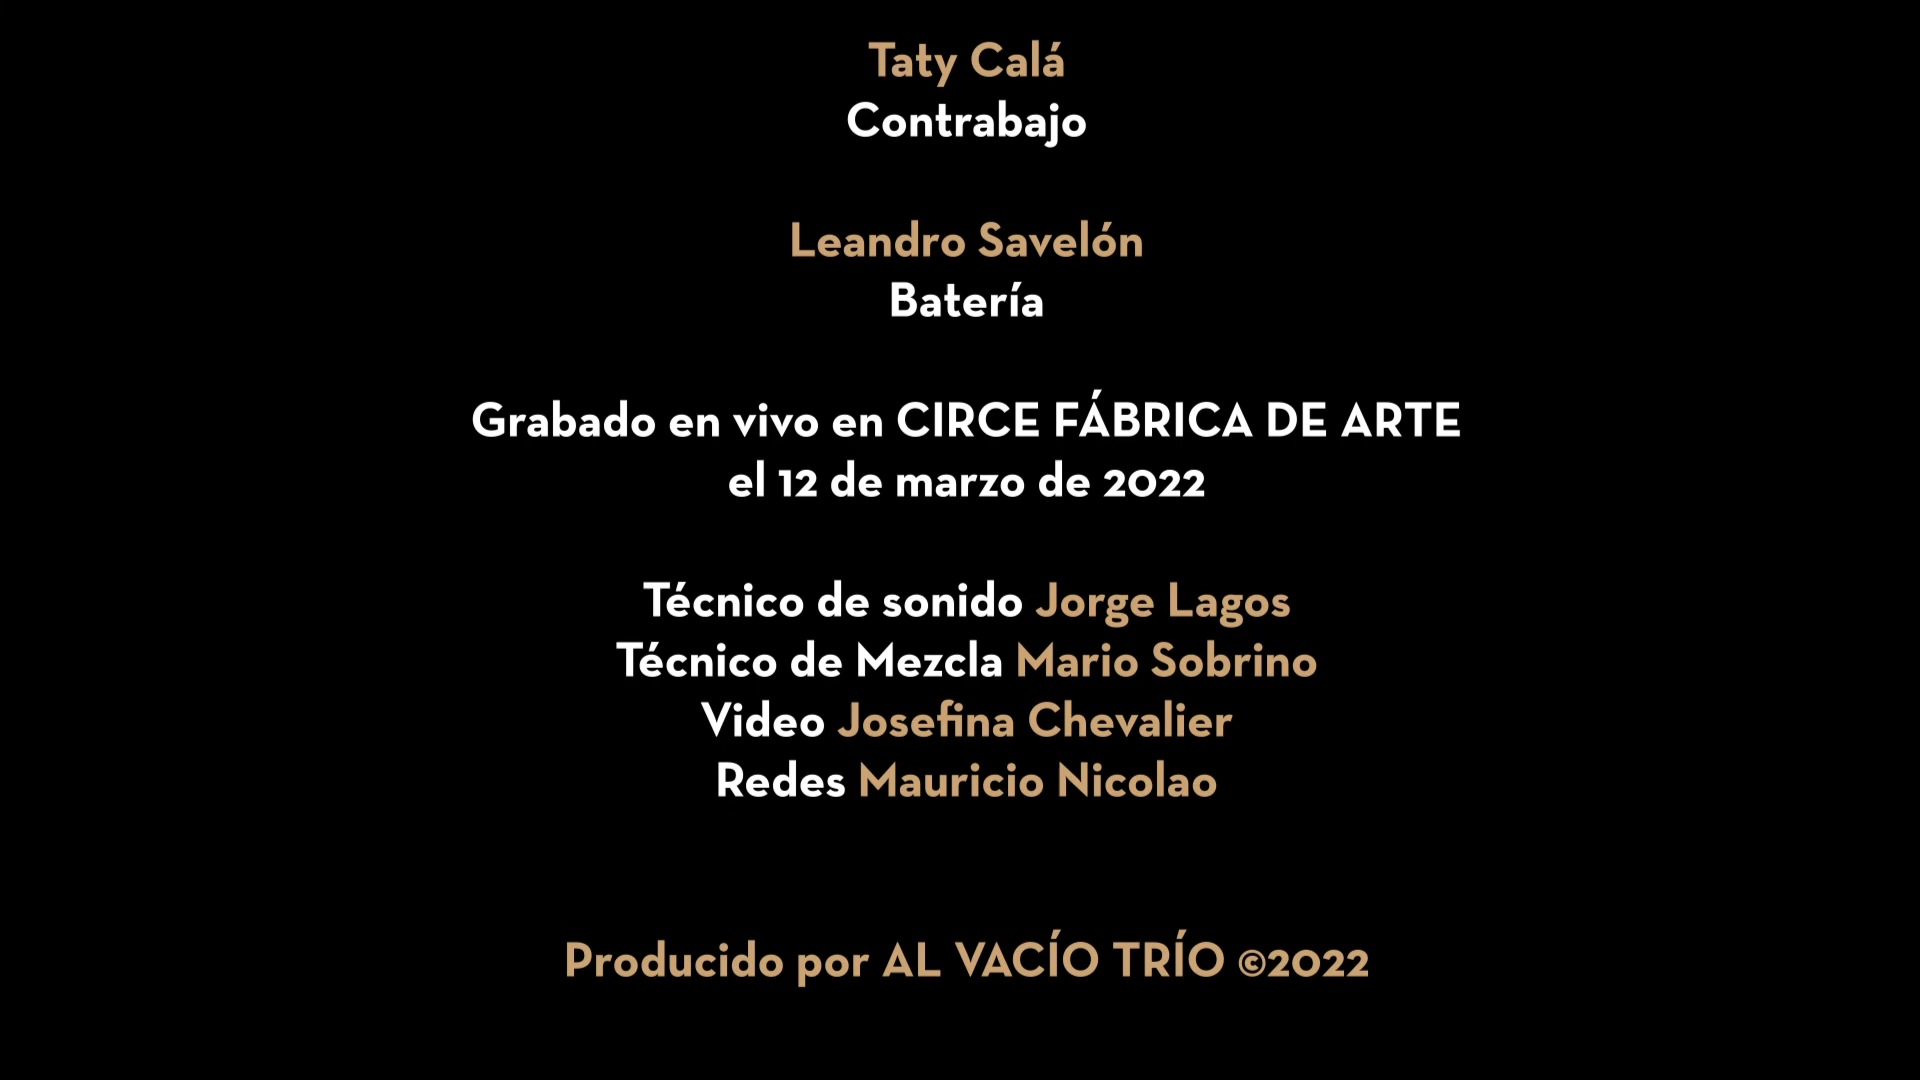 Taty Calá
Contrabajo
Leandro Savelón
Batería
Grabado en vivo en CIRCE FÁBRICA DE ARTE
el 12 de marzo de 2022
Técnico de sonido Jorge Lagos
Técnico de Mezcla Mario Sobrino
Video Josefina Chevalier
Redes Mauricio Nicolao
Producido por AL VACÍO TRÍO ©2022